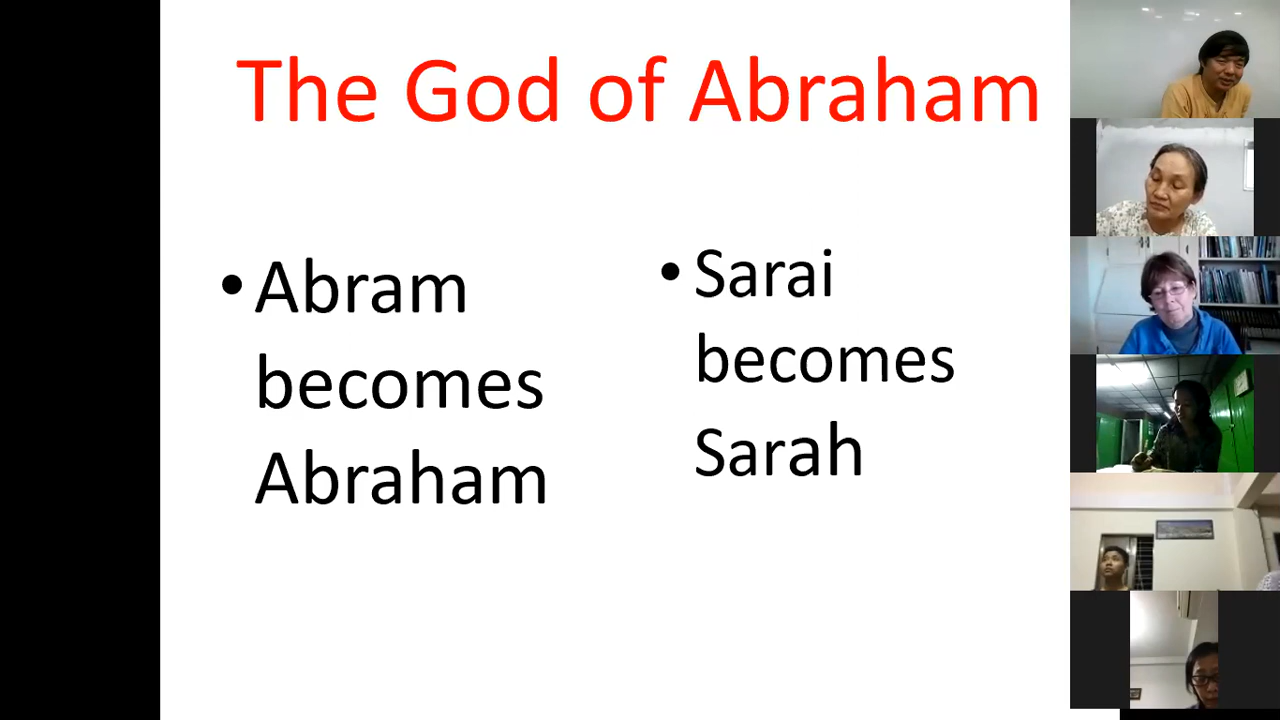 The God of Abraham
• Abram
becomes
Abraham
• Sarai
becomes
Sarah